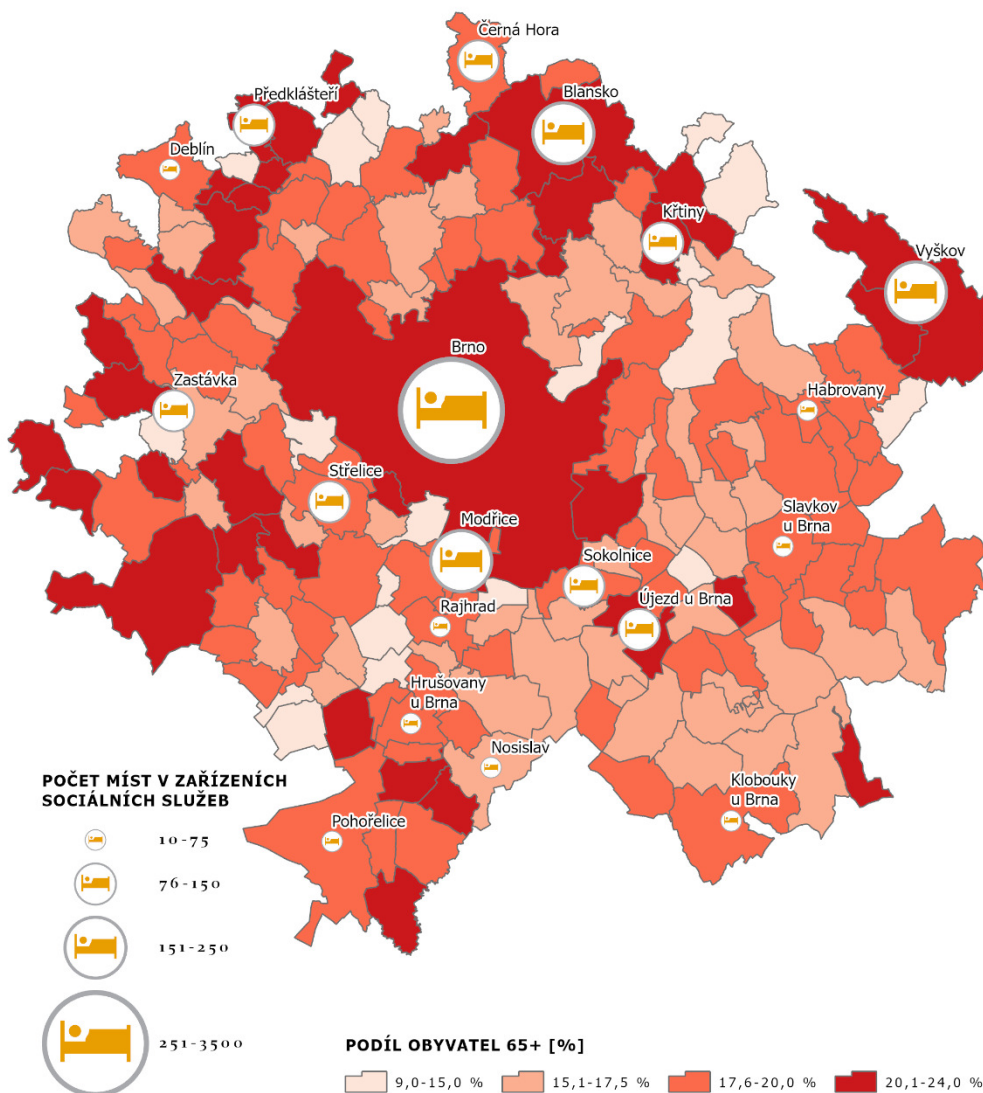 Černá Hora
Blansko
Předklášteří
Deblín
Křtiny
Vyškov
Brno
Zastávka
Habrovany
Střelice
Slavkov
u Brna
Modřice
Sokolnice
Újezd u Brna
Rajhrad
Hrušovany
u Brna
Nosislav
Klobouky
u Brna
Pohořelice
POČET MÍST V ZAŘÍZENÍCH
SOCIÁLNÍCH SLUŽEB
10-75
76-150
151-250
251-3500
PODÍL OBYVATEL 65+ [%]
9,0-15,0 %
15,1-17,5 %
17,6-20,0 %
20,1-24,0 %